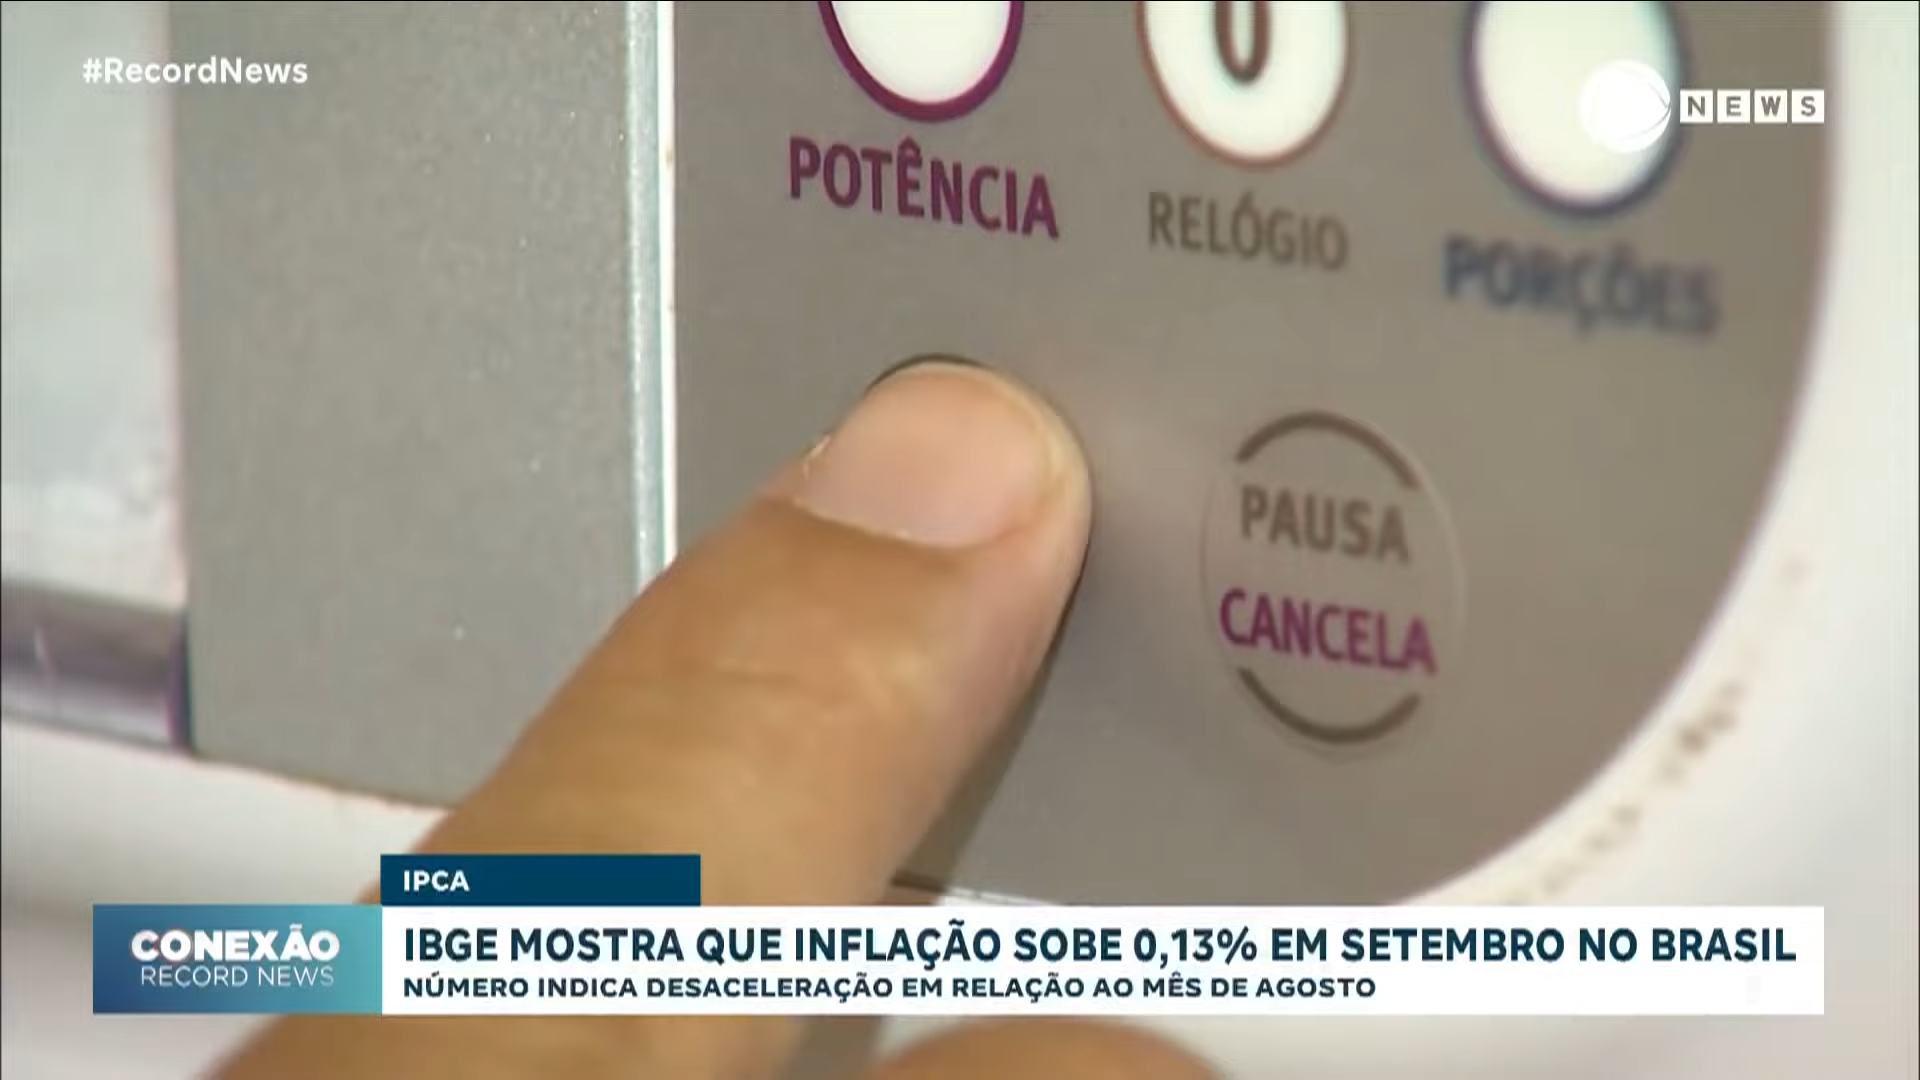 #RecordNews
NEWS
POTÊNCIA
RELÓGIO
PORÇÕES
0
PAUSA
CANCELA
IPCA
CONEXÃO
RECORD NEWS
IBGE MOSTRA QUE INFLAÇÃO SOBE 0,13% EM SETEMBRO NO BRASIL
NÚMERO INDICA DESACELERAÇÃO EM RELAÇÃO AO MÊS DE AGOSTO